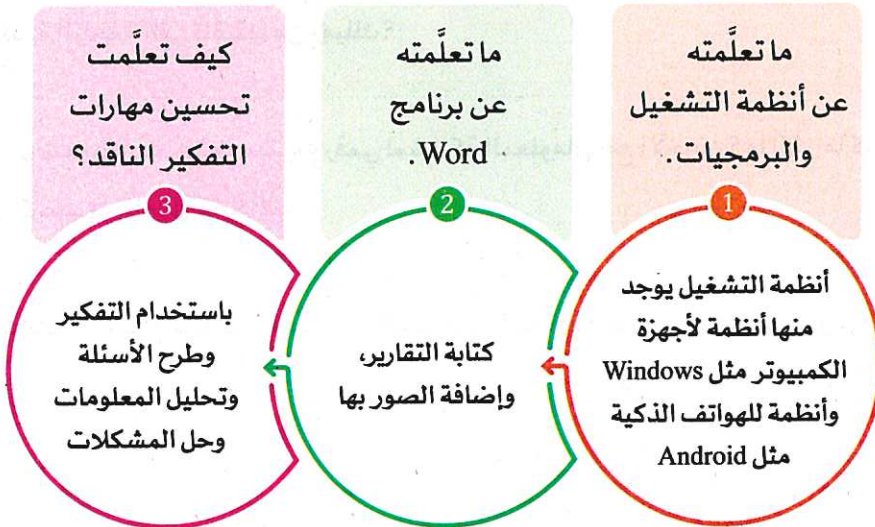 ما تعلَّمته
عن أنظمة التشغيل
والبرمجيات.
1
أنظمة التشغيل يوجد
منها أنظمة لأجهزة
الكمبيوتر مثل Windows
وأنظمة للهواتف الذكية
مثل Android
ما تعلَّمته
عن برنامج
Word.
2
كتابة التقارير،
وإضافة الصور بها
كيف تعلَّمت
تحسين مهارات
التفكير الناقد؟
3
باستخدام التفكير
وطرح الأسئلة
وتحليل المعلومات
وحل المشكلات